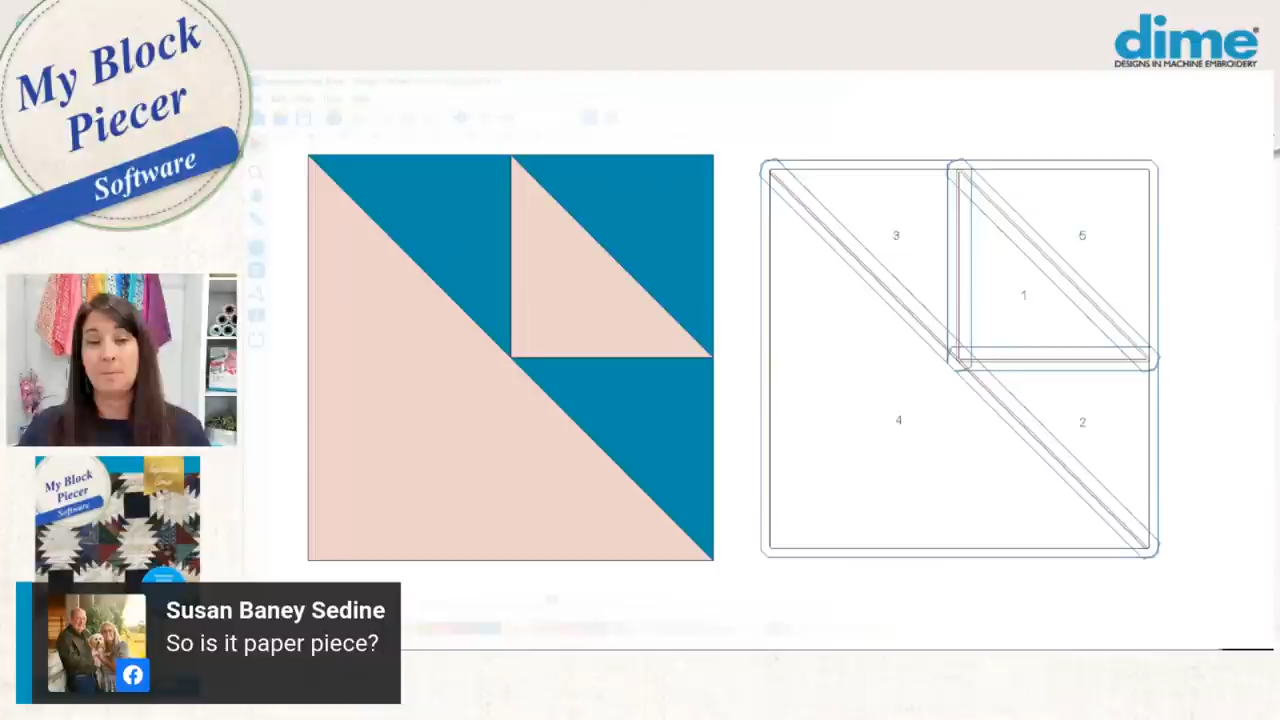 My Block
Piecer
Software
dime
DESIGNS IN MACHINE EMBROIDERY
3
5
1
4
2
My Block
Piecer
Software
Susan Baney Sedine
So is it paper piece?